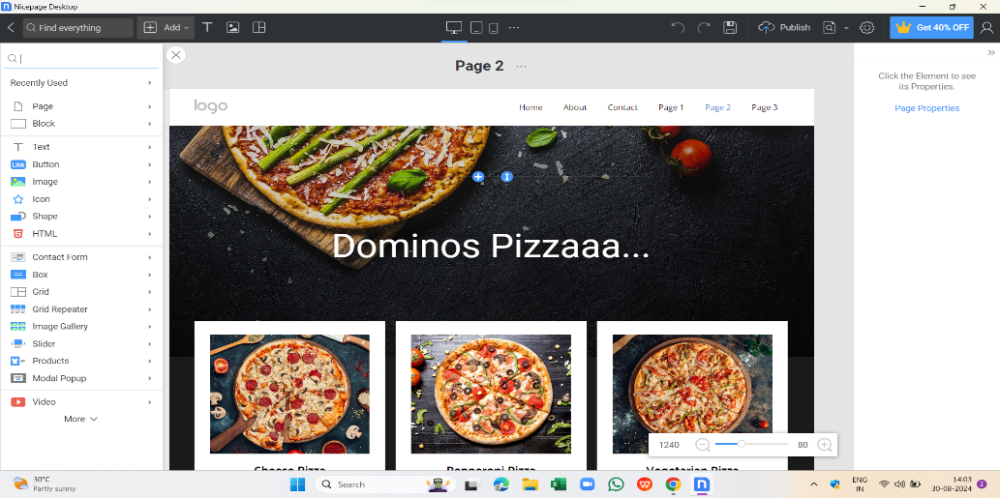 Nicepage Desktop
Find everything
Add
Publish
Get 40% OFF
Recently Used
Page
Block
Text
Link
Button
Image
Icon
Shape
HTML
Contact Form
Box
Grid
Grid Repeater
Image Gallery
Slider
Products
Modal Popup
Video
More
Page 2 ...
logo
Home About Contact Page 1 Page 2 Page 3
Dominos Pizzaaa...
Cheese Pizza
Pepperoni Pizza
Vegetarian Pizza
1240
80
Click the Element to see
its Properties.
Page Properties
30°C
Partly sunny
Search
ENG
IN
14:03
30-08-2024
2